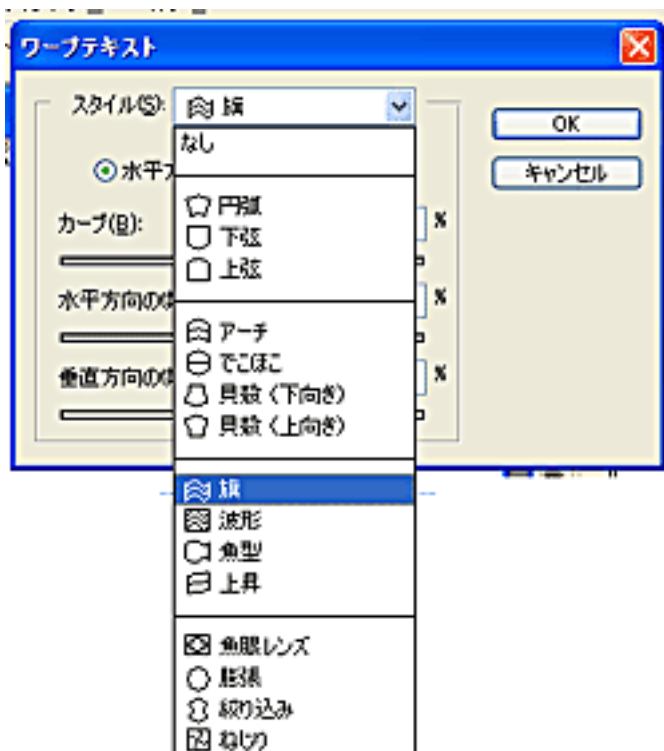 ワープテキスト
スタイル(S): 旗
OK
なし
水平
キャンセル
円弧
カーブ(B): %
下弦
上弦
水平方向の %
アーチ
でこぼこ
垂直方向の %
貝殻 (下向き)
貝殻 (上向き)
旗
波形
魚型
上昇
魚眼レンズ
膨張
絞り込み
ねじり